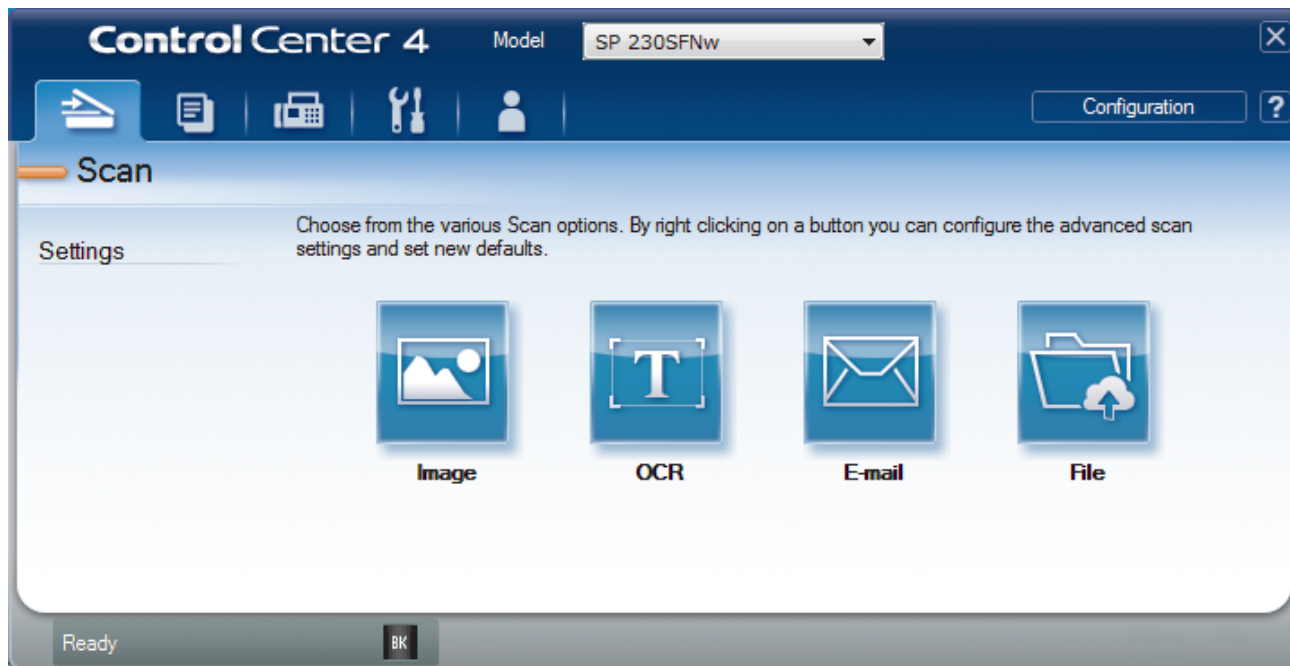 Control Center 4
Model
SP 230SFNw
Configuration
?
Scan
Settings
Choose from the various Scan options. By right clicking on a button you can configure the advanced scan
settings and set new defaults.
T
Image
OCR
E-mail
File
Ready
BK